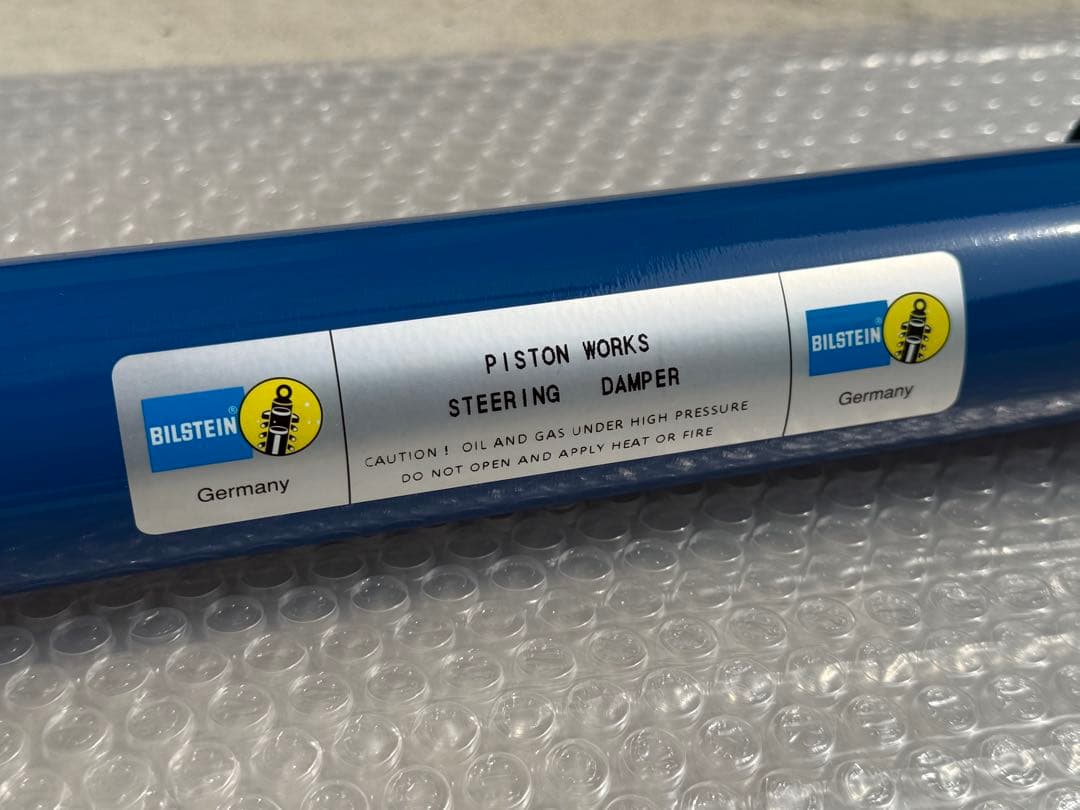 BILSTEIN®
Germany
PISTON WORKS
STEERING DAMPER
CAUTION! OIL AND GAS UNDER HIGH PRESSURE
DO NOT OPEN AND APPLY HEAT OR FIRE
BILSTEIN®
Germany